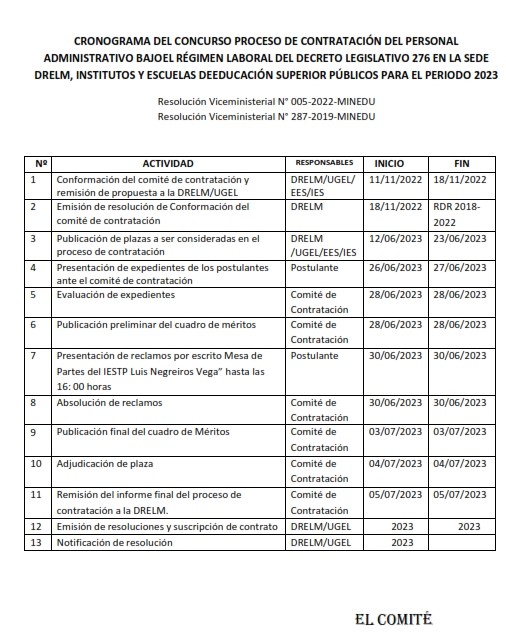 CRONOGRAMA DEL CONCURSO PROCESO DE CONTRATACIÓN DEL PERSONAL
ADMINISTRATIVO BAJOEL RÉGIMEN LABORAL DEL DECRETO LEGISLATIVO 276 EN LA SEDE
DRELM, INSTITUTOS Y ESCUELAS DEEDUCACIÓN SUPERIOR PÚBLICOS PARA EL PERIODO 2023
Resolución Viceministerial N° 005-2022-MINEDU
Resolución Viceministerial N° 287-2019-MINEDU
Nº ACTIVIDAD RESPONSABLES INICIO FIN
1 Conformación del comité de contratación y DRELM/UGEL/ 11/11/2022 18/11/2022
remisión de propuesta a la DRELM/UGEL EES/IES
2 Emisión de resolución de Conformación del DRELM 18/11/2022 RDR 2018-
comité de contratación 2022
3 Publicación de plazas a ser consideradas en el DRELM 12/06/2023 23/06/2023
proceso de contratación /UGEL/EES/IES
4 Presentación de expedientes de los postulantes Postulante 26/06/2023 27/06/2023
ante el comité de contratación
5 Evaluación de expedientes Comité de 28/06/2023 28/06/2023
Contratación
6 Publicación preliminar del cuadro de méritos Comité de 28/06/2023 28/06/2023
Contratación
7 Presentación de reclamos por escrito Mesa de Postulante 30/06/2023 30/06/2023
Partes del IESTP Luis Negreiros Vega” hasta las
16: 00 horas
8 Absolución de reclamos Comité de 30/06/2023 30/06/2023
Contratación
9 Publicación final del cuadro de Méritos Comité de 03/07/2023 03/07/2023
Contratación
10 Adjudicación de plaza Comité de 04/07/2023 04/07/2023
Contratación
11 Remisión del informe final del proceso de Comité de 05/07/2023 05/07/2023
contratación a la DRELM. Contratación
12 Emisión de resoluciones y suscripción de contrato DRELM/UGEL 2023 2023
13 Notificación de resolución DRELM/UGEL 2023
EL COMITÉ